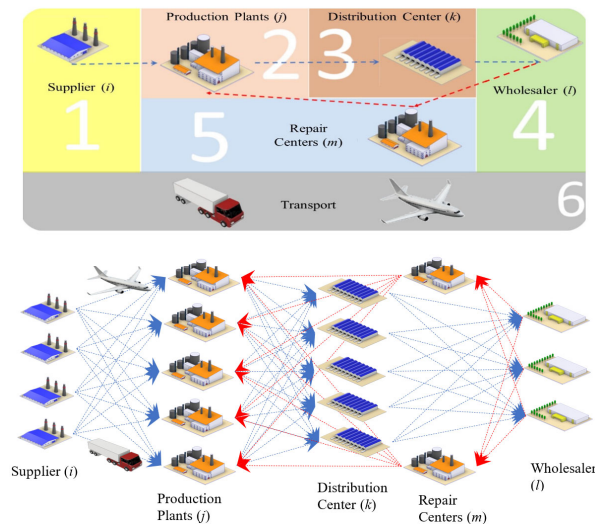 Production Plants (j)
Distribution Center (k)
2
3
Supplier (i)
Wholesaler (l)
1
5
Repair
Centers (m)
4
Transport
6
Supplier (i)
Production
Plants (j)
Distribution
Center (k)
Repair
Centers (m)
Wholesaler
(l)